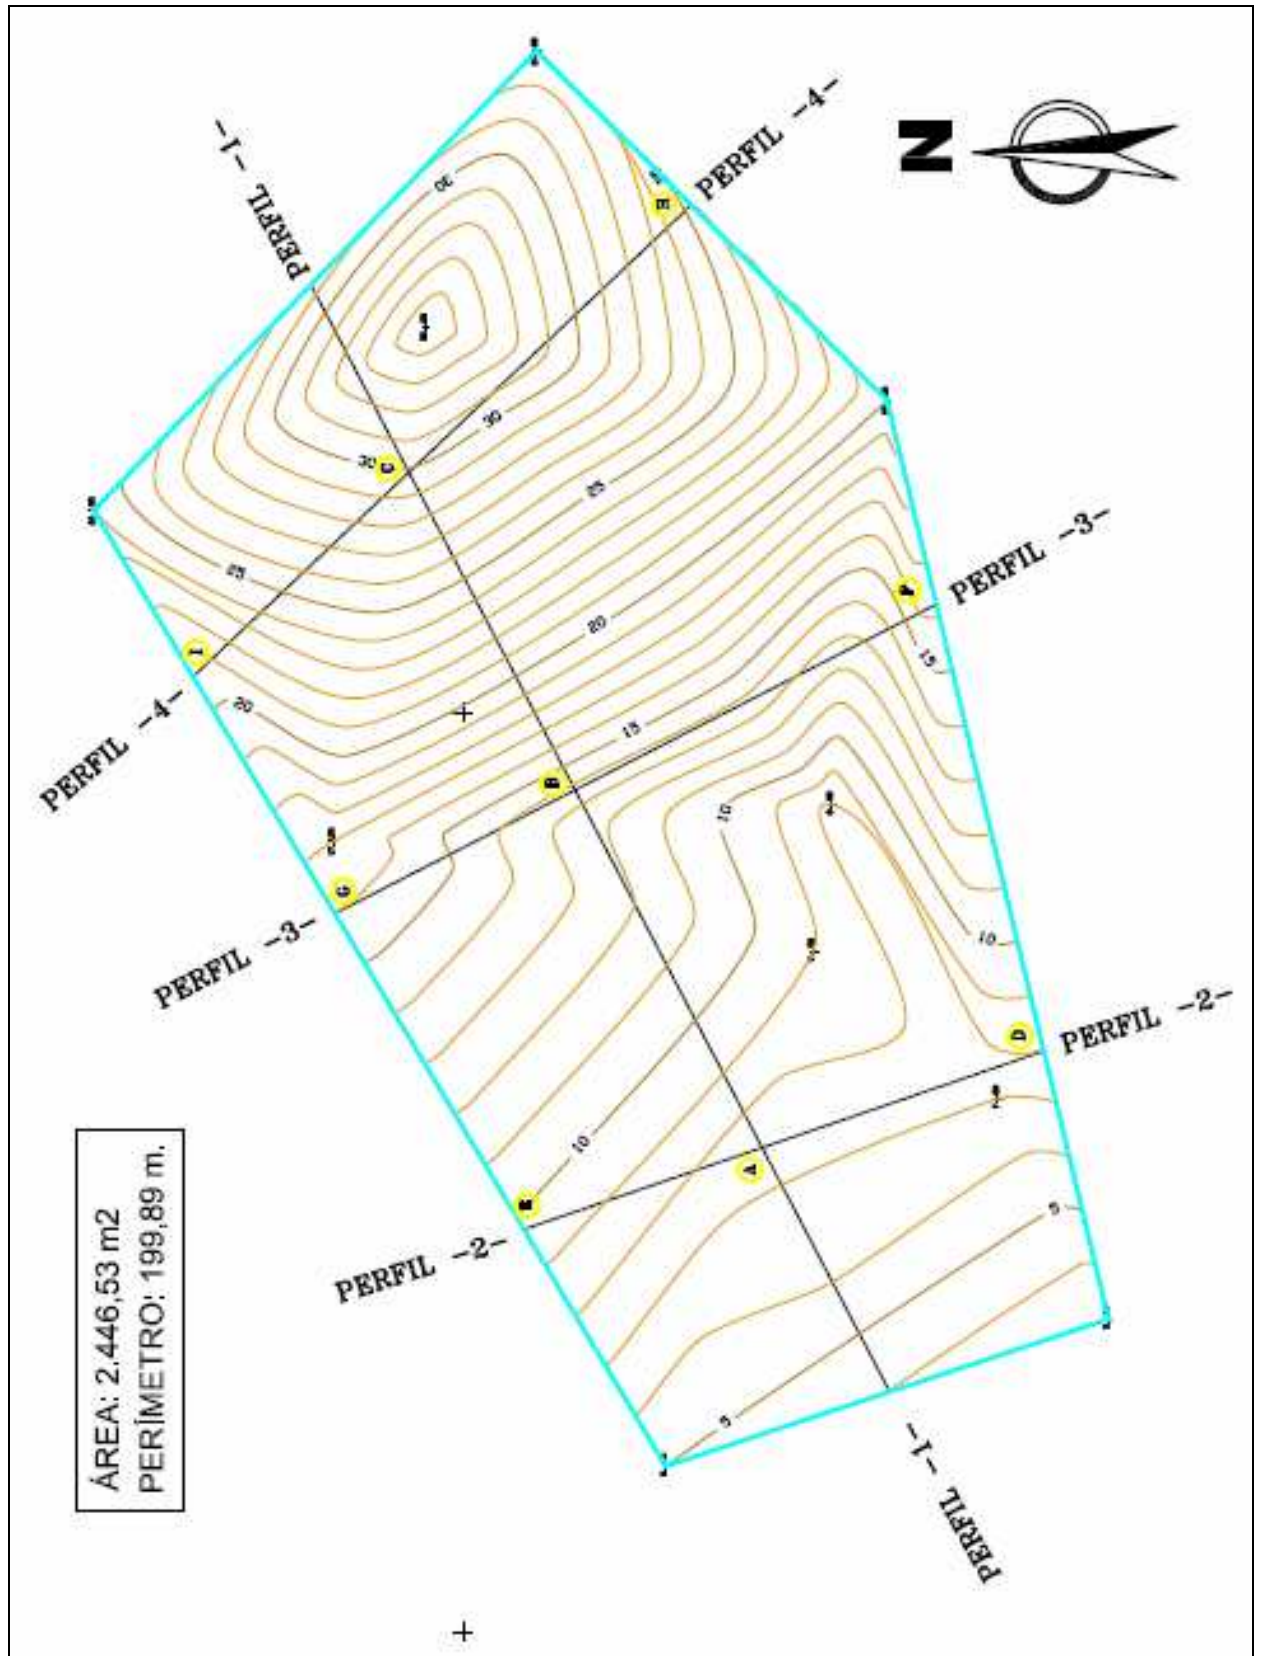 PERFIL -1-
PERFIL -4-
N
30
E
30
30
C
25
25
I
20
20
PERFIL -4-
PERFIL -3-
F
15
15
B
10
G
PERFIL -3-
10
D
PERFIL -2-
10
A
E
PERFIL -2-
5
5
ÁREA: 2.446,53 m2
PERÍMETRO: 199,89 m.
PERFIL -1-